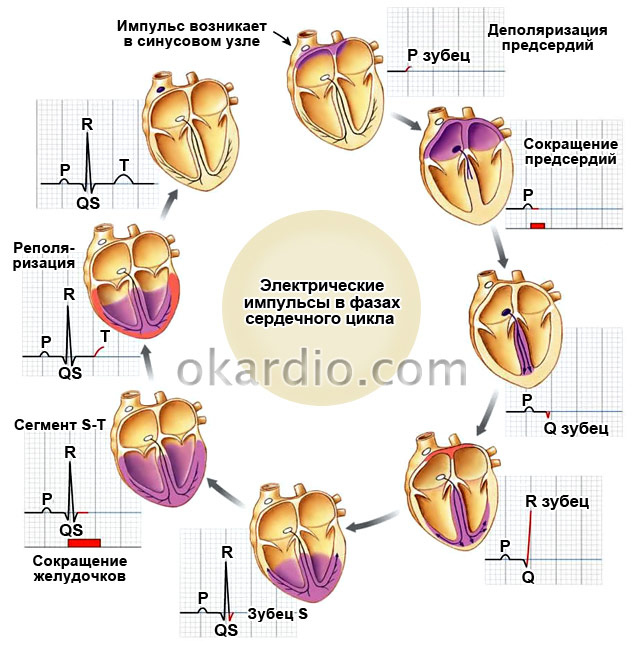 Импульс возникает
в синусовом узле
Деполяризация
предсердий
P зубец
Сокращение
предсердий
P
P
Q зубец
R зубец
P
Q
R
P
Зубец S
QS
Сегмент S-T
R
P
QS
Сокращение
желудочков
Реполя-
ризация
R
T
P
QS
R
P
T
QS
Электрические
импульсы в фазах
сердечного цикла
okardio.com